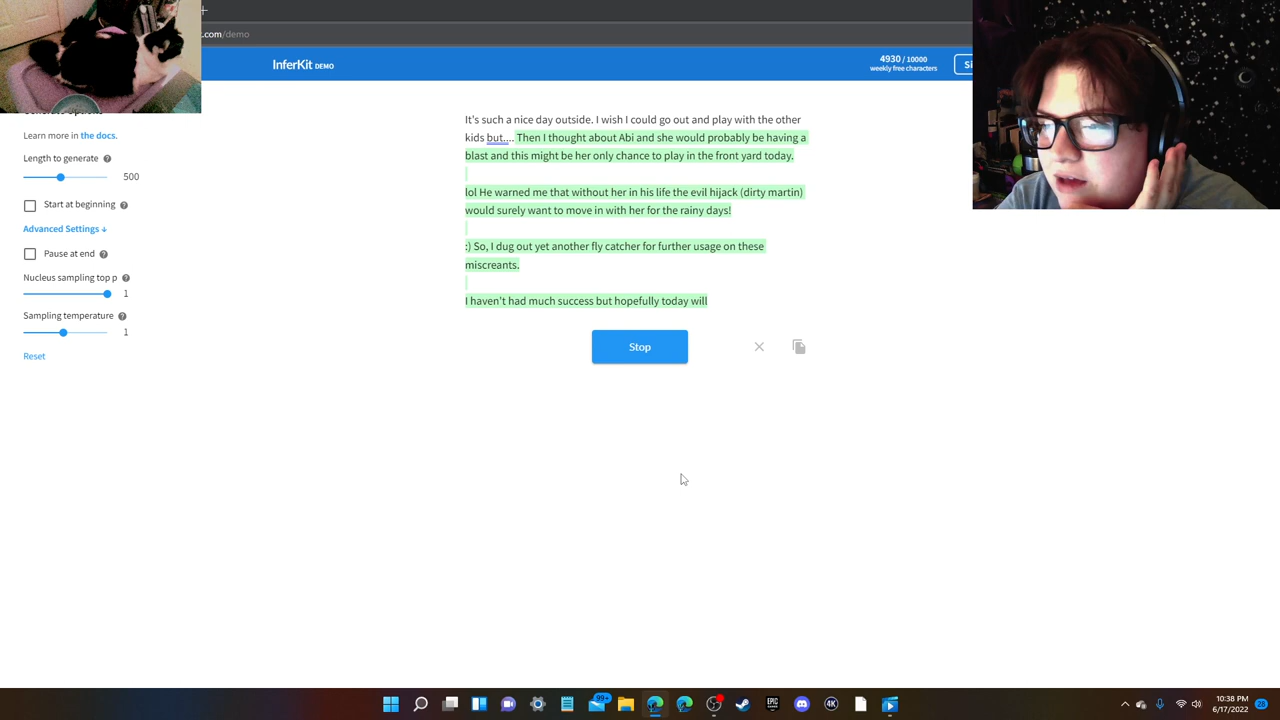 .com/demo
InferKit DEMO
4930 / 10000
weekly free characters
Learn more in the docs.
Length to generate
500
Start at beginning
Advanced Settings ↓
Pause at end
Nucleus sampling top p
1
Sampling temperature
1
Reset
It's such a nice day outside. I wish I could go out and play with the other
kids but.... Then I thought about Abi and she would probably be having a
blast and this might be her only chance to play in the front yard today.
lol He warned me that without her in his life the evil hijack (dirty martin)
would surely want to move in with her for the rainy days!
:) So, I dug out yet another fly catcher for further usage on these
miscreants.
I haven't had much success but hopefully today will
Stop
99+
EPIC
4K
10:38 PM
6/17/2022
28